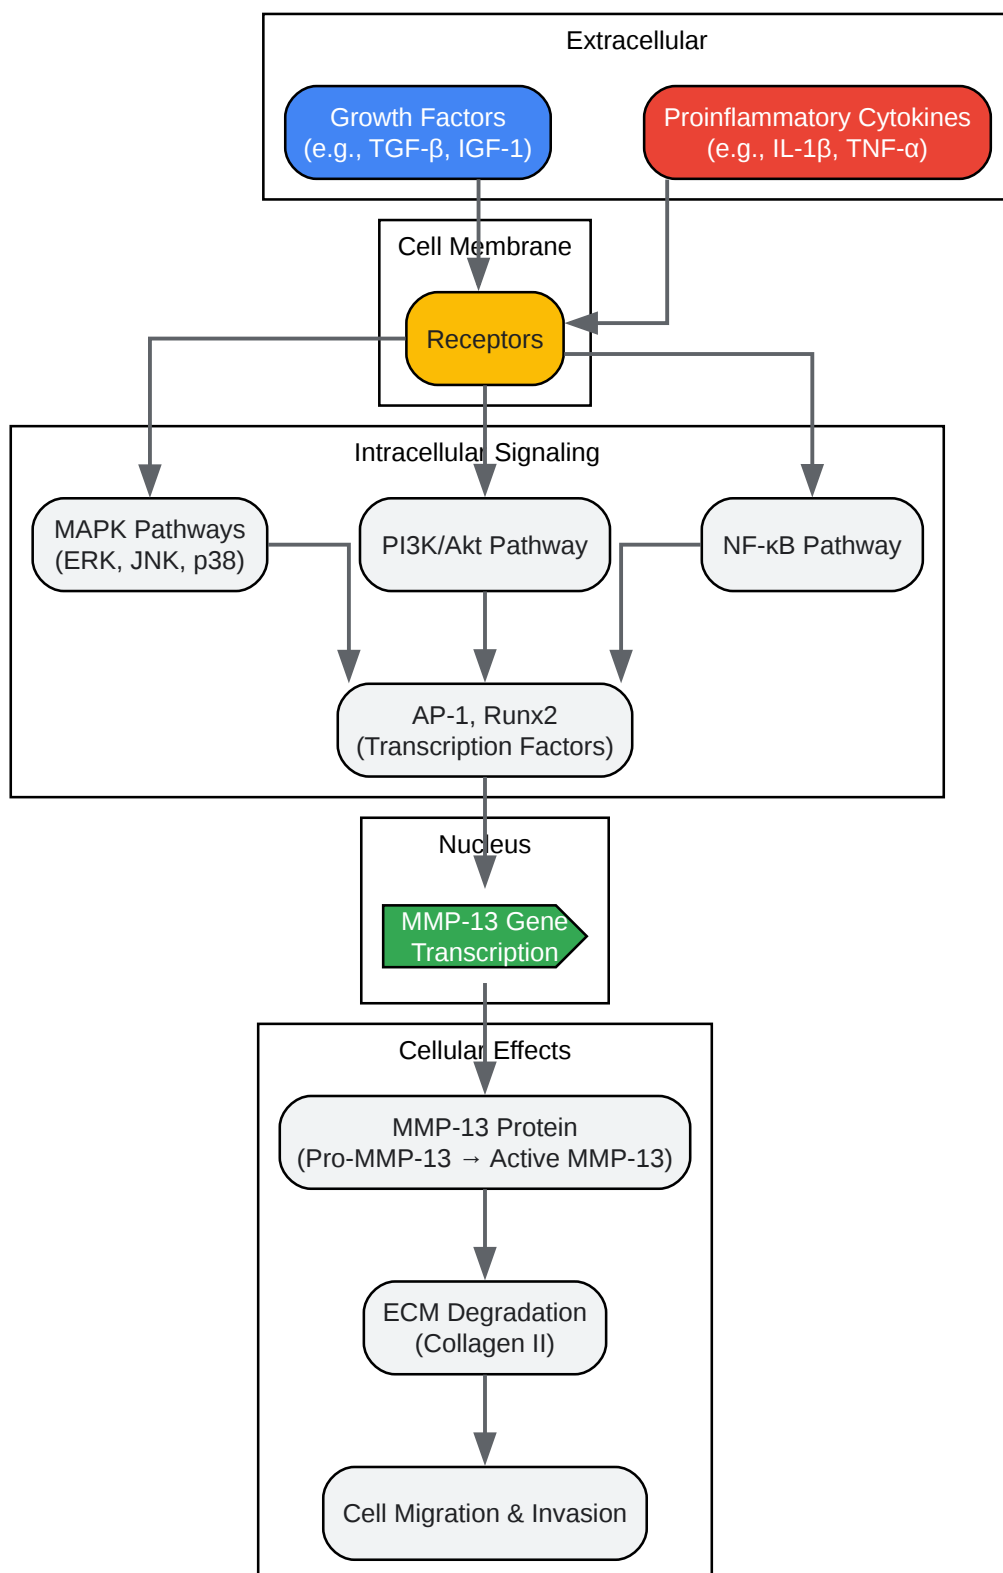 Extracellular
Growth Factors
(e.g., TGF-β, IGF-1)
Proinflammatory Cytokines
(e.g., IL-1β, TNF-α)
Cell Membrane
Receptors
Intracellular Signaling
MAPK Pathways
(ERK, JNK, p38)
PI3K/Akt Pathway
NF-κB Pathway
AP-1, Runx2
(Transcription Factors)
Nucleus
MMP-13 Gene
Transcription
Cellular Effects
MMP-13 Protein
(Pro-MMP-13 → Active MMP-13)
ECM Degradation
(Collagen II)
Cell Migration & Invasion